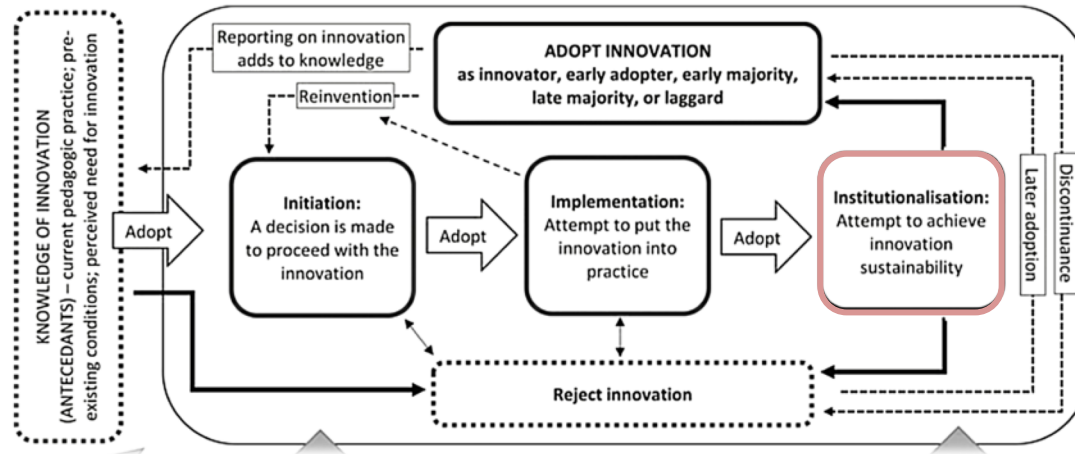 KNOWLEDGE OF INNOVATION
(ANTECEDANTS) – current pedagogic practice; pre-
existing conditions; perceived need for innovation
Reporting on innovation
adds to knowledge
Reinvention
ADOPT INNOVATION
as innovator, early adopter, early majority,
late majority, or laggard
Adopt
Initiation:
A decision is made
to proceed with the
innovation
Adopt
Implementation:
Attempt to put the
innovation into
practice
Adopt
Institutionalisation:
Attempt to achieve
innovation
sustainability
Later adoption
Discontinuance
Reject innovation